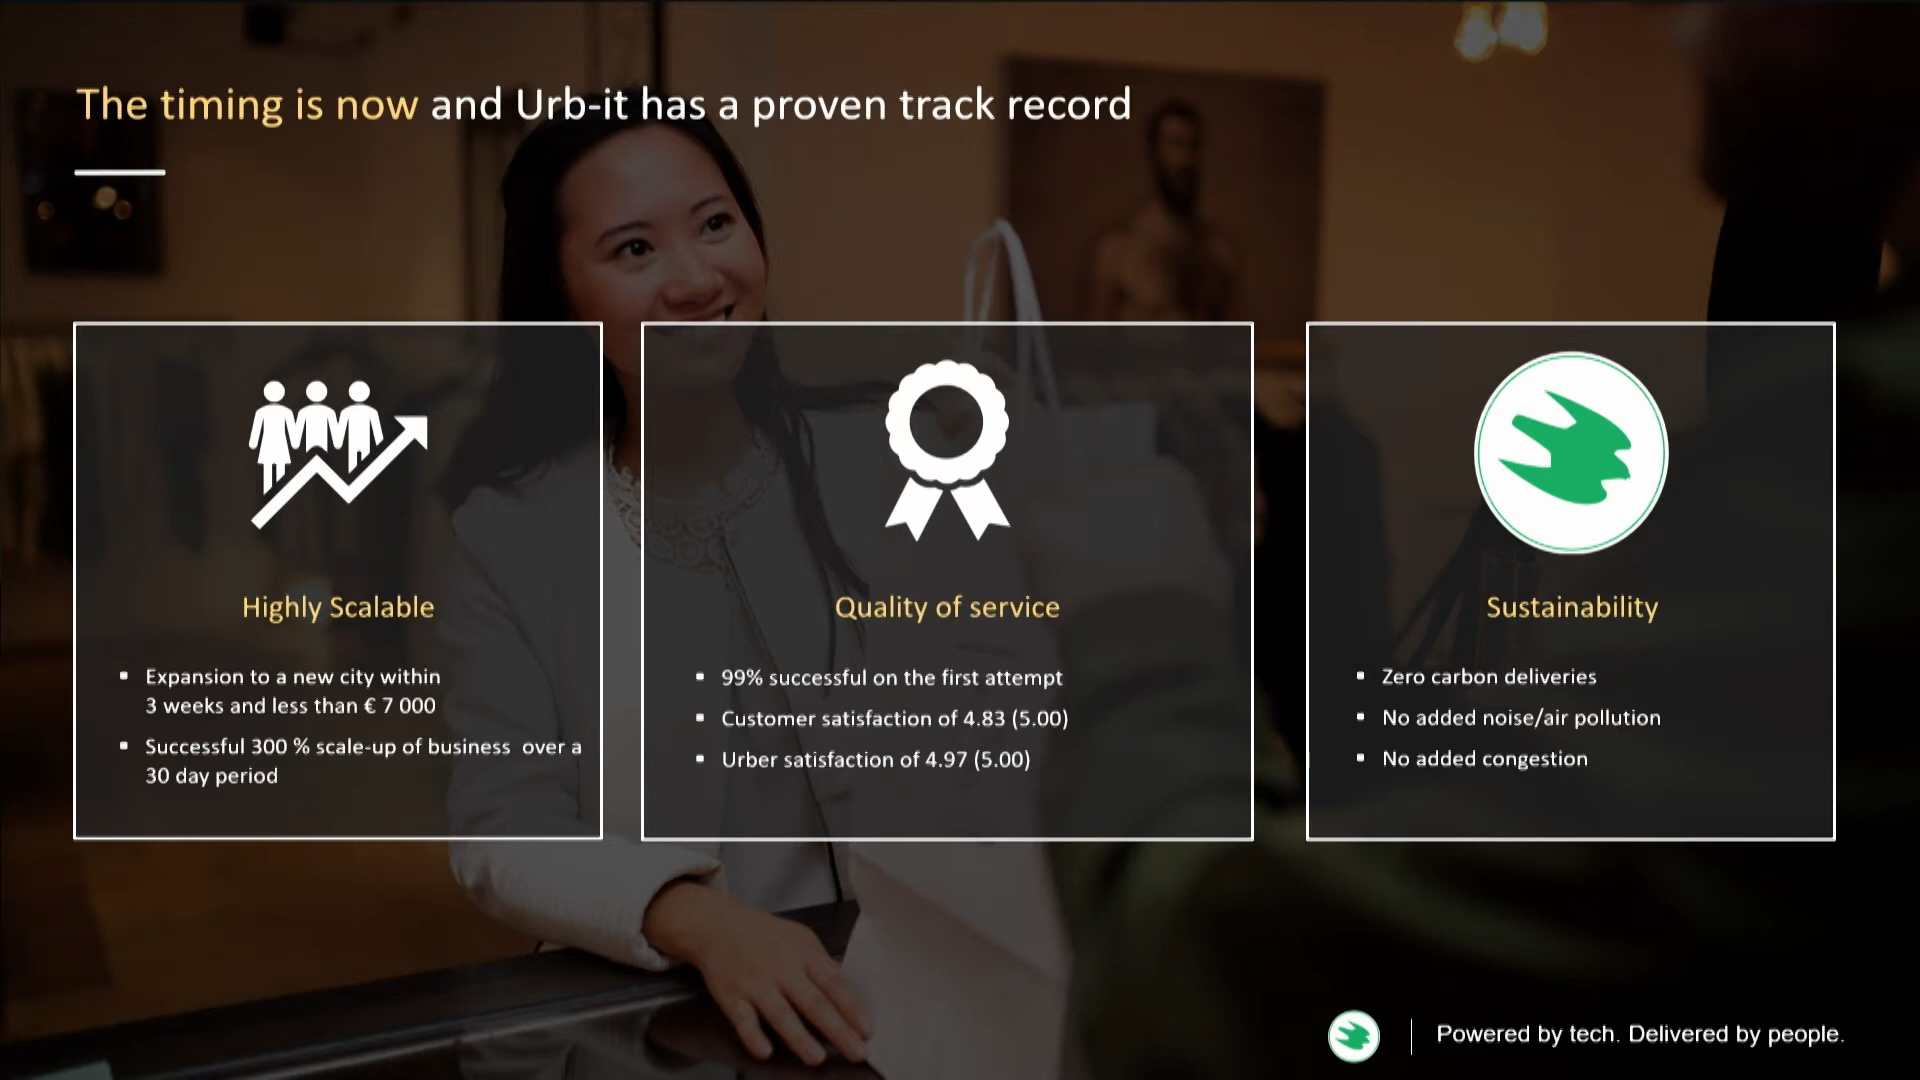 The timing is now and Urb-it has a proven track record
Highly Scalable
▪ Expansion to a new city within
3 weeks and less than € 7 000
▪ Successful 300 % scale-up of business  over a
30 day period
Quality of service
▪ 99% successful on the first attempt
▪ Customer satisfaction of 4.83 (5.00)
▪ Urber satisfaction of 4.97 (5.00)
Sustainability
▪ Zero carbon deliveries
▪ No added noise/air pollution
▪ No added congestion
Powered by tech. Delivered by people.